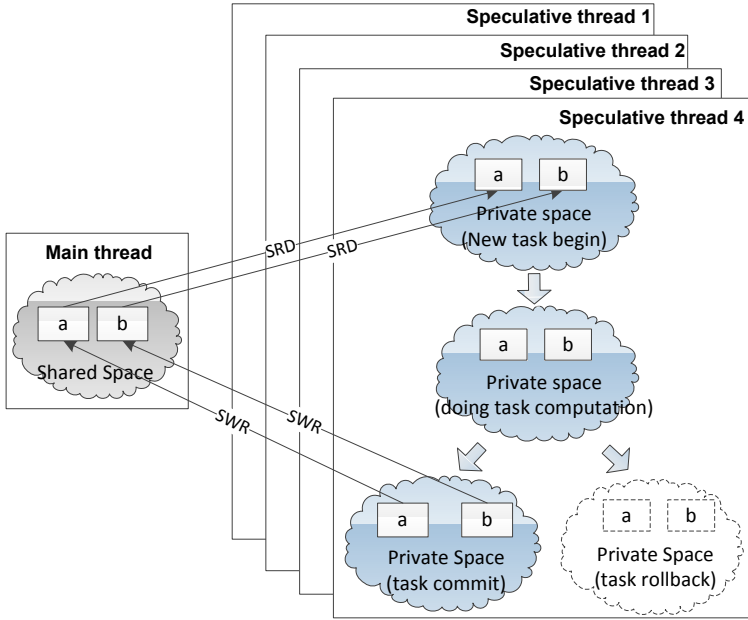 Speculative thread 1
Speculative thread 2
Speculative thread 3
Speculative thread 4
a b
Private space
(New task begin)
SRD
SRD
Main thread
a b
Shared Space
a b
Private space
(doing task computation)
SWR
SWR
a b
Private Space
(task commit)
a b
Private Space
(task rollback)